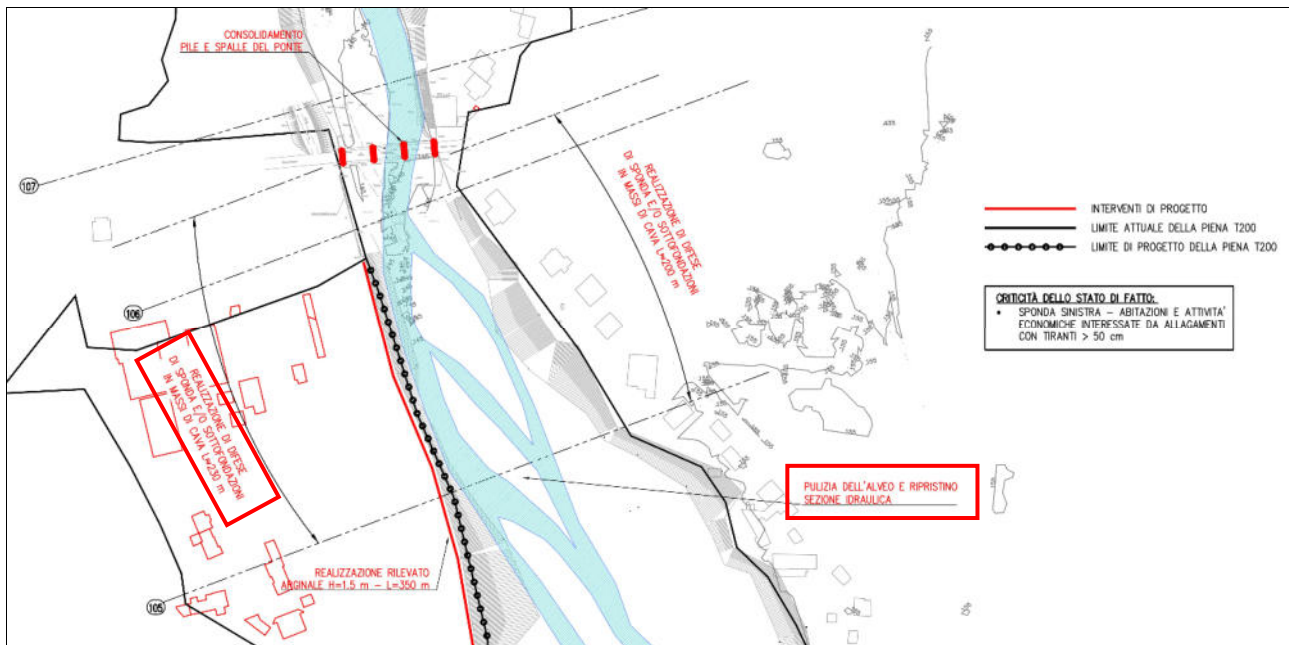 CONSOLIDAMENTO
PILE E SPALLE DEL PONTE
107
REALIZZAZIONE DI DIFESE
DI SPONDA E/O SOTTOFONDAZIONI
IN MASSI DI CAVA L=200 m
INTERVENTI DI PROGETTO
LIMITE ATTUALE DELLA PIENA T200
LIMITE DI PROGETTO DELLA PIENA T200
CRITICITÀ DELLO STATO DI FATTO:
• SPONDA SINISTRA – ABITAZIONI E ATTIVITA'
ECONOMICHE INTERESSATE DA ALLAGAMENTI
CON TIRANTI > 50 cm
106
REALIZZAZIONE DI DIFESE
DI SPONDA E/O SOTTOFONDAZIONI
IN MASSI DI CAVA L=230 m
PULIZIA DELL'ALVEO E RIPRISTINO
SEZIONE IDRAULICA
REALIZZAZIONE RILEVATO
ARGINALE H=1.5 m – L=350 m
105